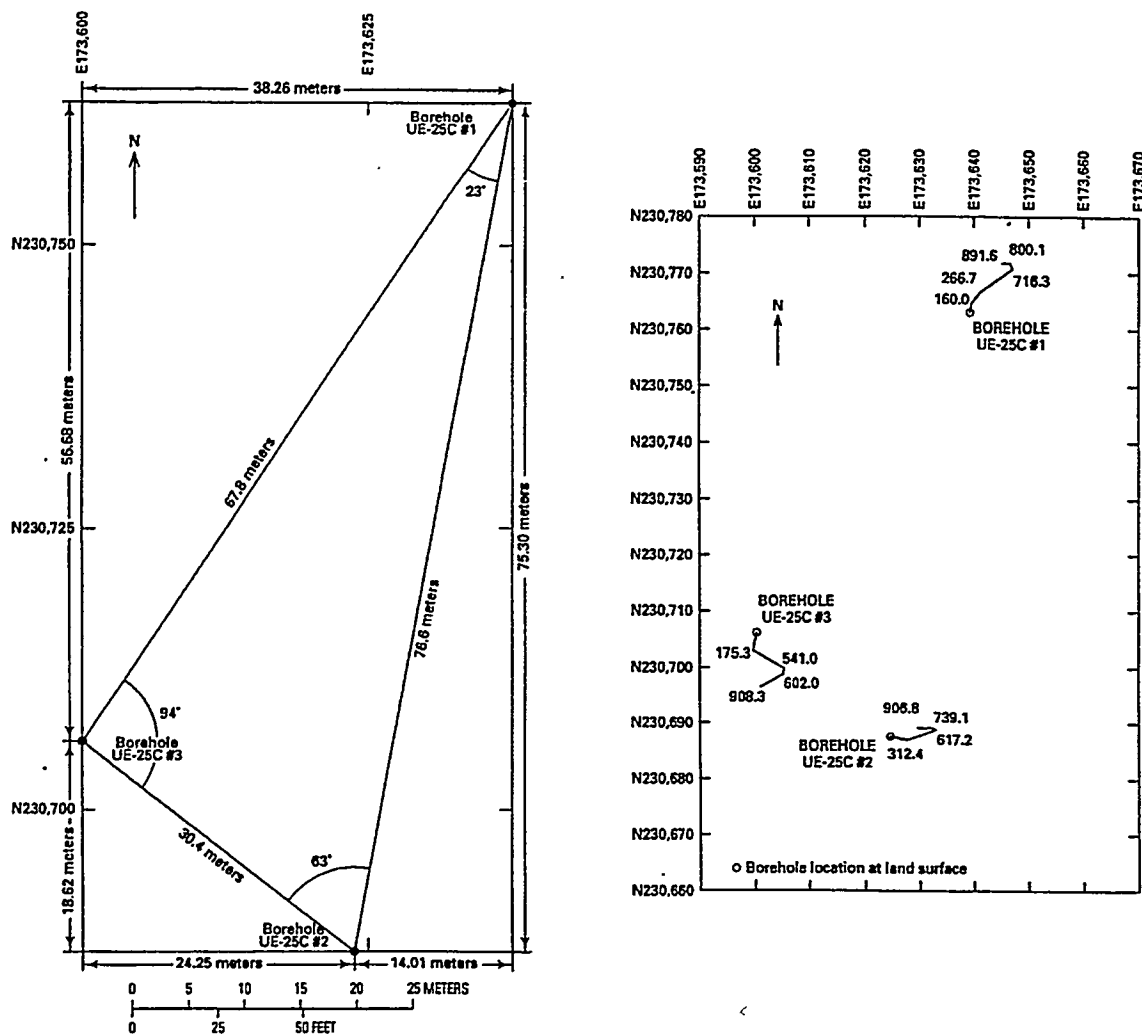 E173,600
E173,625
38.26 meters
Borehole
UE-25C #1
N
23°
N230,750
56.68 meters
67.8 meters
75.30 meters
N230,725
76.6 meters
94°
Borehole
UE-25C #3
N230,700
18.62 meters
30.4 meters
63°
Borehole
UE-25C #2
24.25 meters
14.01 meters
0 5 10 15 20 25 METERS
0 25 50 FEET
E173,590
E173,600
E173,610
E173,620
E173,630
E173,640
E173,650
E173,660
E173,670
N230,780
891.6 800.1
N230,770
266.7 716.3
160.0
N
N230,760
BOREHOLE
UE-25C #1
N230,750
N230,740
N230,730
N230,720
N230,710
BOREHOLE
UE-25C #3
175.3 541.0
N230,700
908.3 602.0
906.8 739.1
N230,690
BOREHOLE
UE-25C #2
312.4 617.2
N230,680
N230,670
N230,660
Borehole location at land surface
N230,650